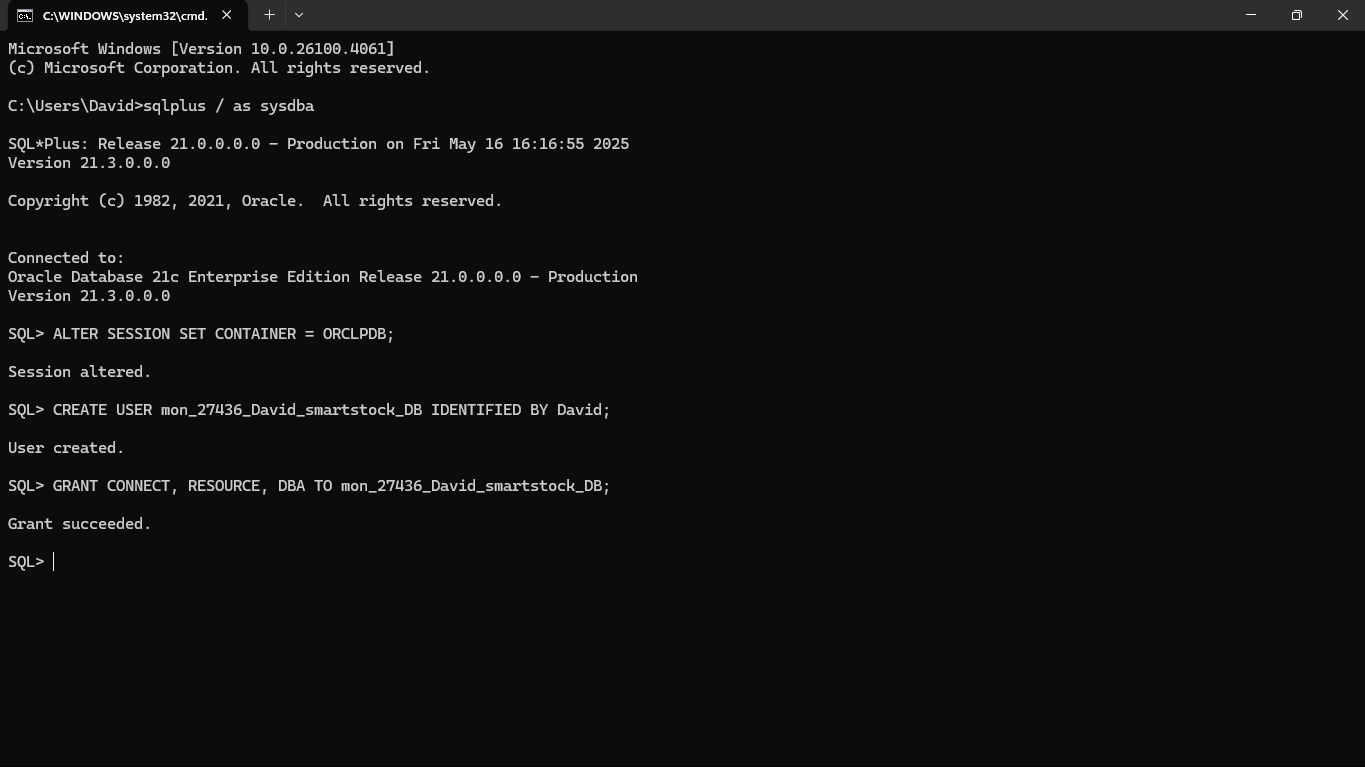 C:\WINDOWS\system32\cmd.
Microsoft Windows [Version 10.0.26100.4061]
(c) Microsoft Corporation. All rights reserved.
C:\Users\David>sqlplus / as sysdba
SQL*Plus: Release 21.0.0.0.0 - Production on Fri May 16 16:16:55 2025
Version 21.3.0.0.0
Copyright (c) 1982, 2021, Oracle.  All rights reserved.
Connected to:
Oracle Database 21c Enterprise Edition Release 21.0.0.0.0 - Production
Version 21.3.0.0.0
SQL> ALTER SESSION SET CONTAINER = ORCLPDB;
Session altered.
SQL> CREATE USER mon_27436_David_smartstock_DB IDENTIFIED BY David;
User created.
SQL> GRANT CONNECT, RESOURCE, DBA TO mon_27436_David_smartstock_DB;
Grant succeeded.
SQL>